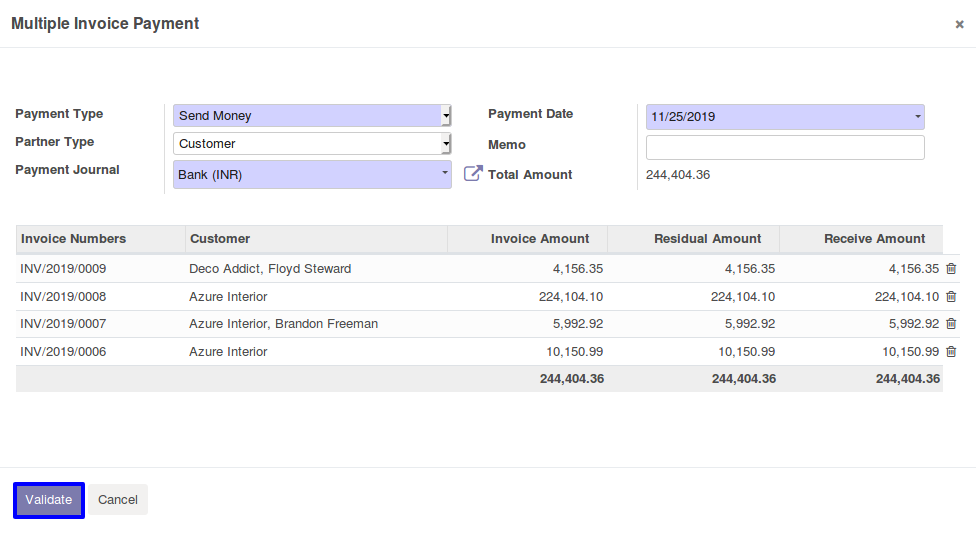 Multiple Invoice Payment ×
Payment Type Send Money Payment Date 11/25/2019
Partner Type Customer Memo
Payment Journal Bank (INR) Total Amount 244,404.36
Invoice Numbers Customer Invoice Amount Residual Amount Receive Amount
INV/2019/0009 Deco Addict, Floyd Steward 4,156.35 4,156.35 4,156.35
INV/2019/0008 Azure Interior 224,104.10 224,104.10 224,104.10
INV/2019/0007 Azure Interior, Brandon Freeman 5,992.92 5,992.92 5,992.92
INV/2019/0006 Azure Interior 10,150.99 10,150.99 10,150.99
244,404.36 244,404.36 244,404.36
Validate Cancel